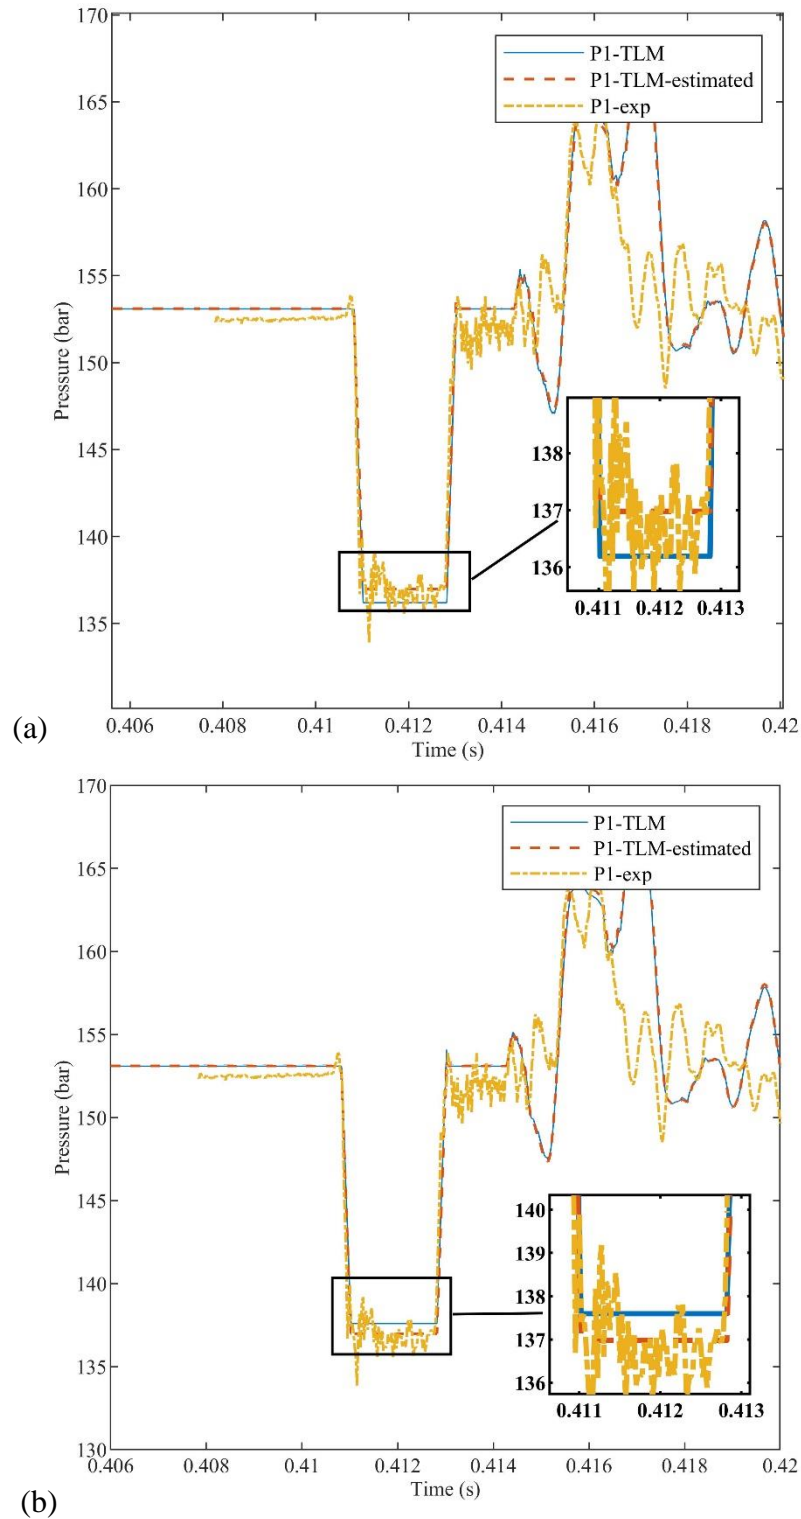 170
165
160
155
150
145
140
135
Pressure (bar)
P1-TLM
P1-TLM-estimated
P1-exp
138
137
136
0.411 0.412 0.413
0.406 0.408 0.41 0.412 0.414 0.416 0.418 0.42
Time (s)
(a)
170
165
160
155
150
145
140
135
130
Pressure (bar)
P1-TLM
P1-TLM-estimated
P1-exp
140
139
138
137
136
0.411 0.412 0.413
0.406 0.408 0.41 0.412 0.414 0.416 0.418 0.42
Time (s)
(b)